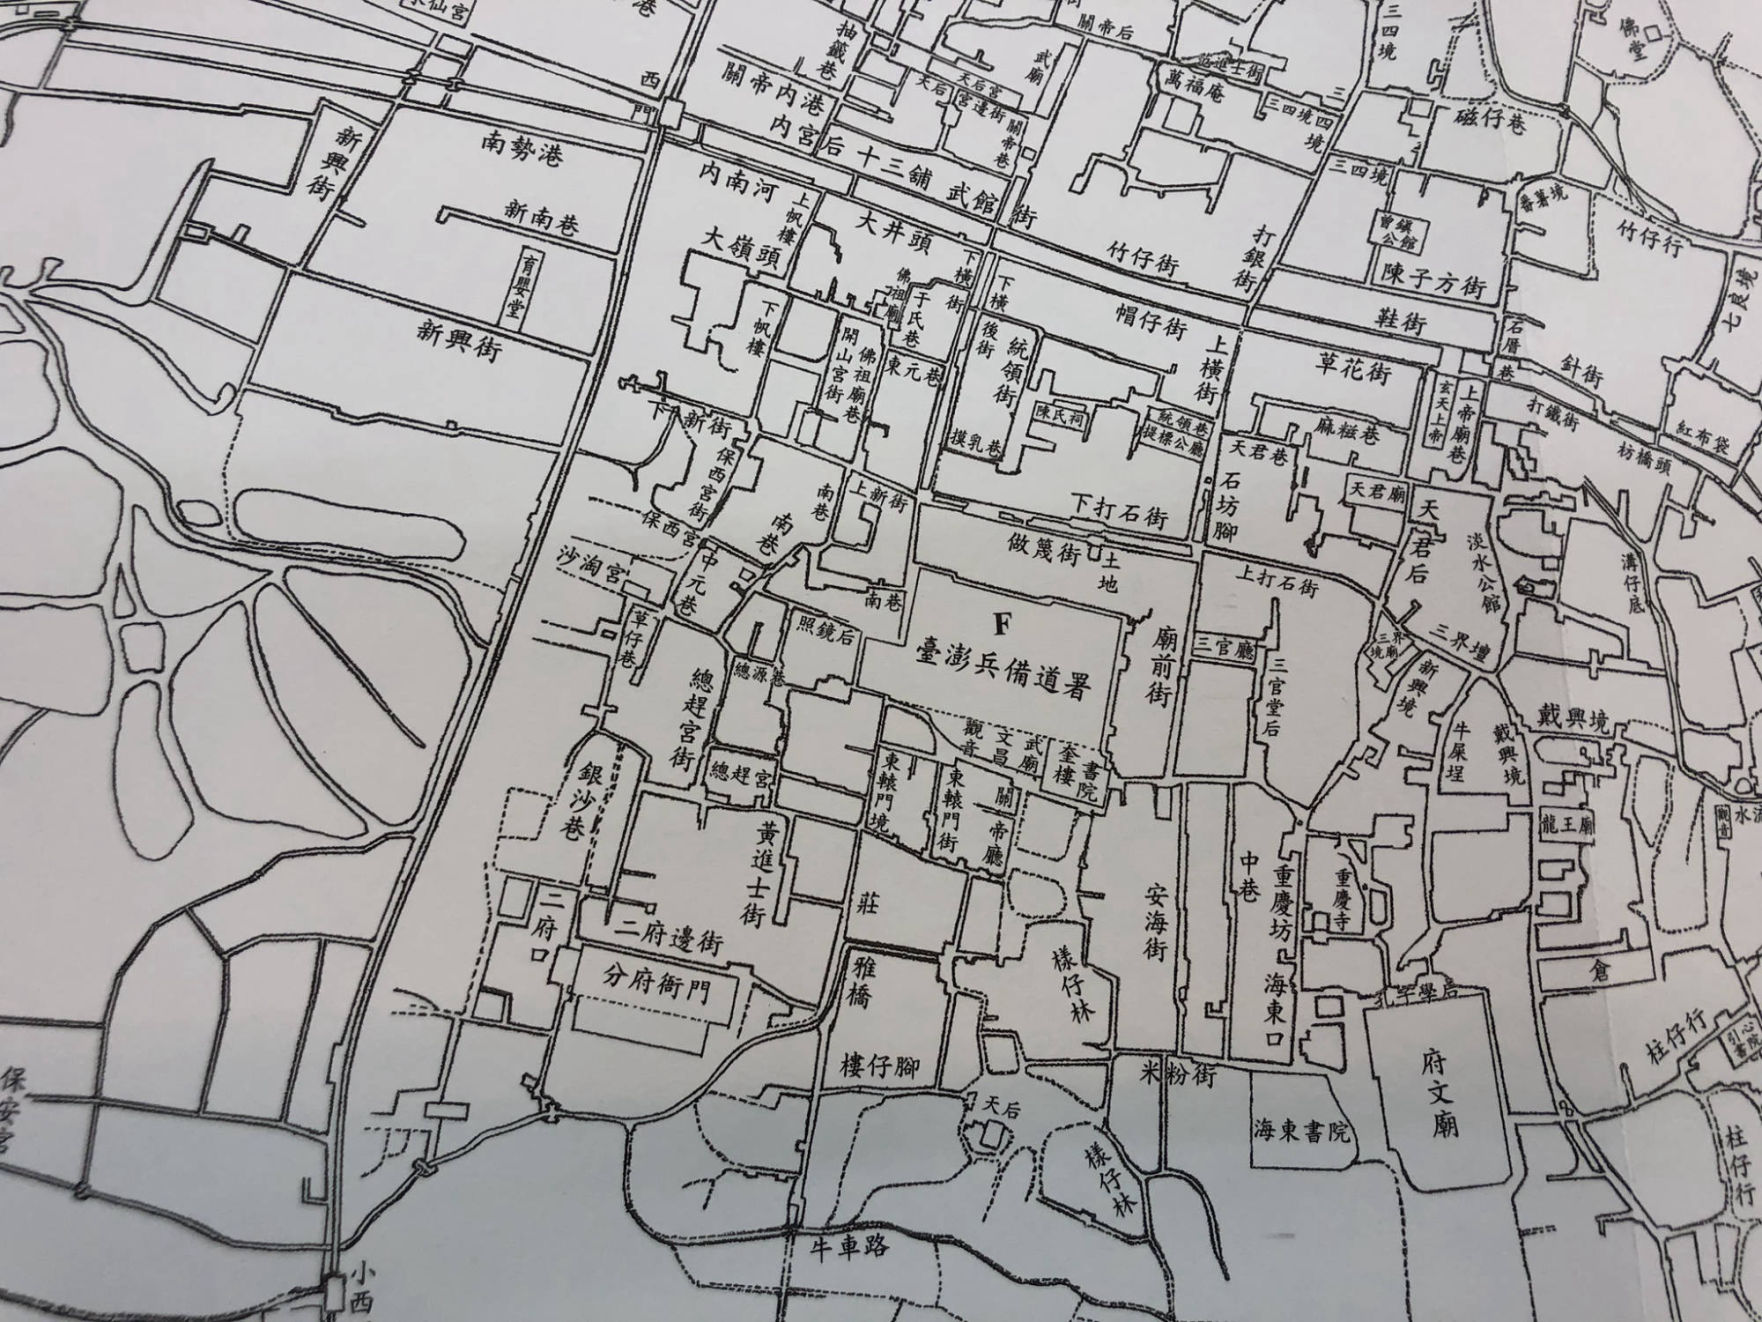 水仙宮
港
西
門
抽籤巷
關帝后
武廟
三四境
佛堂
關帝內港
天后
天后宮
宮邊街
關帝巷
萬福庵
三四境
四境
三
磁仔巷
新興街
南勢港
內宮后
十三舖
武館街
三四境
番薯境
新南巷
內南河
上帆樓
大井頭
竹仔街
打銀街
曾鎮
公館
竹仔行
育嬰堂
大嶺頭
佛祖廟
于氏巷
下橫街
下橫
後街
陳子方街
七良境
新興街
下帆樓
開山宮街
佛祖廟巷
東元巷
統領街
帽仔街
上橫街
鞋街
石厝巷
草花街
針街
下
新街
保西宮街
摸乳巷
陳氏祠
統領巷
提標公廳
天君巷
麻糍巷
玄天上帝
上帝廟巷
打鐵街
枋橋頭
紅布袋
南巷
上新街
下打石街
石坊腳
天君廟
天君后
淡水公館
溝仔底
保西宮
南巷
中元巷
做篾街
土地
上打石街
沙淘宮
草仔巷
南巷
照鏡后
F
臺澎兵備道署
廟前街
三官廳
三官堂后
三界壇
三界
境廟
新興境
總趕宮街
總源巷
觀音
文昌
武廟
奎樓
書院
牛屎埕
戴興境
戴興境
銀沙巷
總趕宮
東轅門境
東轅門街
關帝廳
龍王廟
觀音
黃進士街
二府口
二府邊街
莊
雅橋
安海街
中巷
重慶坊
重慶寺
分府衙門
樣仔林
海東口
倉
柱仔行
引心
書院
樓仔腳
米粉街
府文廟
保安宮
天后
海東書院
樣仔林
柱仔行
牛車路
小西